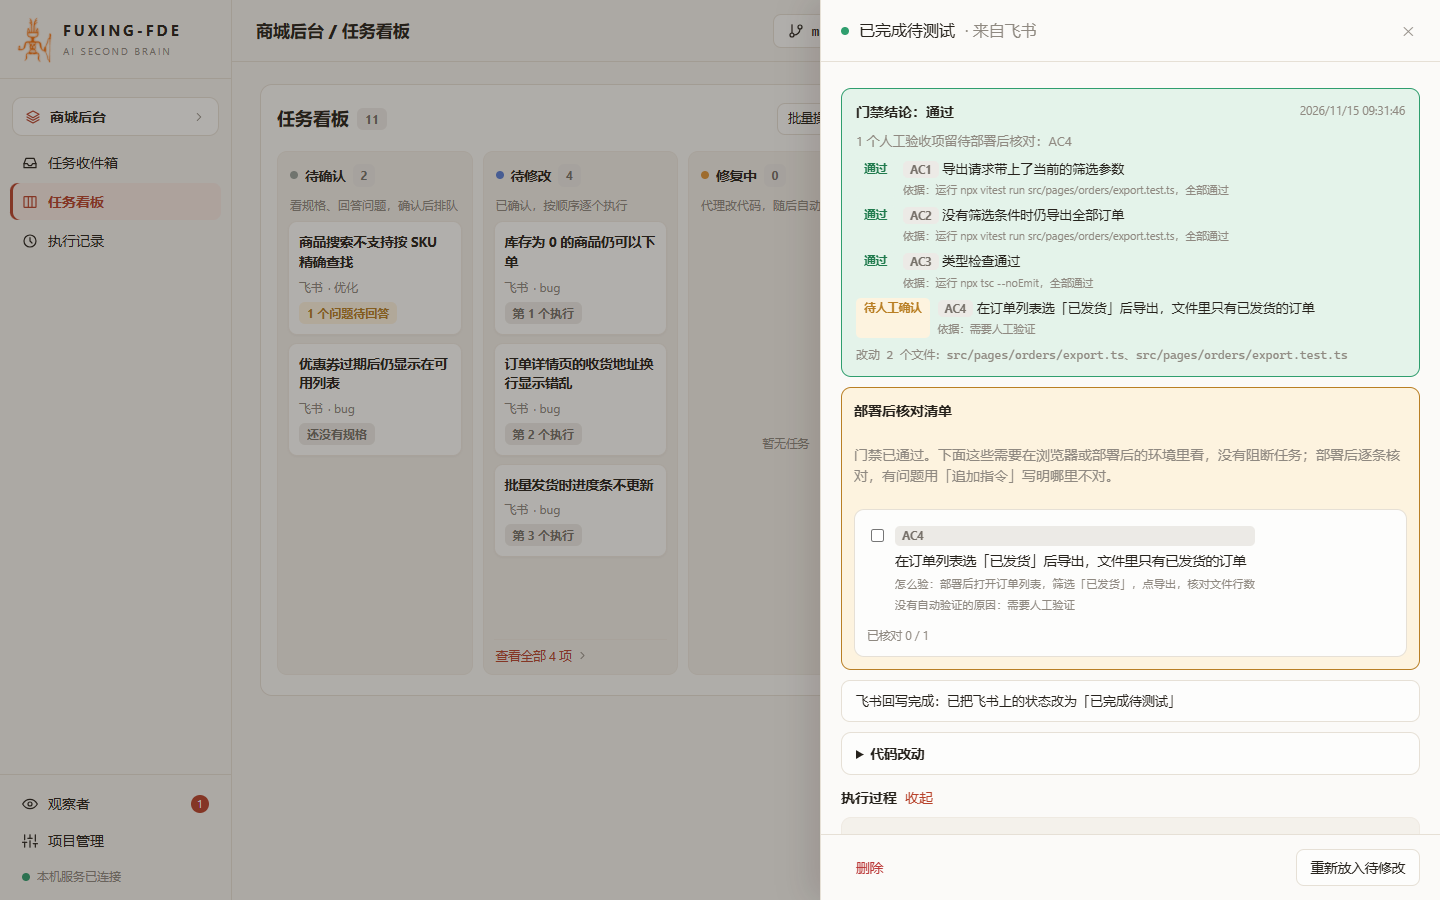 FUXING-FDE
AI SECOND BRAIN
商城后台
任务收件箱
任务看板
执行记录
观察者
1
项目管理
本机服务已连接
商城后台 / 任务看板
任务看板 11
待确认 2
看规格、回答问题，确认后排队
商品搜索不支持按 SKU
精确查找
飞书 · 优化
1 个问题待回答
优惠券过期后仍显示在可
用列表
飞书 · bug
还没有规格
待修改 4
已确认，按顺序逐个执行
库存为 0 的商品仍可以下
单
飞书 · bug
第 1 个执行
订单详情页的收货地址换
行显示错乱
飞书 · bug
第 2 个执行
批量发货时进度条不更新
飞书 · bug
第 3 个执行
查看全部 4 项
修复中 0
代理改代码，随后自动
暂无任务
已完成待测试 · 来自飞书
门禁结论：通过
2026/11/15 09:31:46
1 个人工验收项留待部署后核对：AC4
通过 AC1 导出请求带上了当前的筛选参数
依据：运行 npx vitest run src/pages/orders/export.test.ts，全部通过
通过 AC2 没有筛选条件时仍导出全部订单
依据：运行 npx vitest run src/pages/orders/export.test.ts，全部通过
通过 AC3 类型检查通过
依据：运行 npx tsc --noEmit，全部通过
待人工确认 AC4 在订单列表选「已发货」后导出，文件里只有已发货的订单
依据：需要人工验证
改动 2 个文件：src/pages/orders/export.ts、src/pages/orders/export.test.ts
部署后核对清单
门禁已通过。下面这些需要在浏览器或部署后的环境里看，没有阻断任务；部署后逐条核
对，有问题用「追加指令」写明哪里不对。
AC4
在订单列表选「已发货」后导出，文件里只有已发货的订单
怎么验：部署后打开订单列表，筛选「已发货」，点导出，核对文件行数
没有自动验证的原因：需要人工验证
已核对 0 / 1
飞书回写完成：已把飞书上的状态改为「已完成待测试」
代码改动
执行过程 收起
删除
重新放入待修改